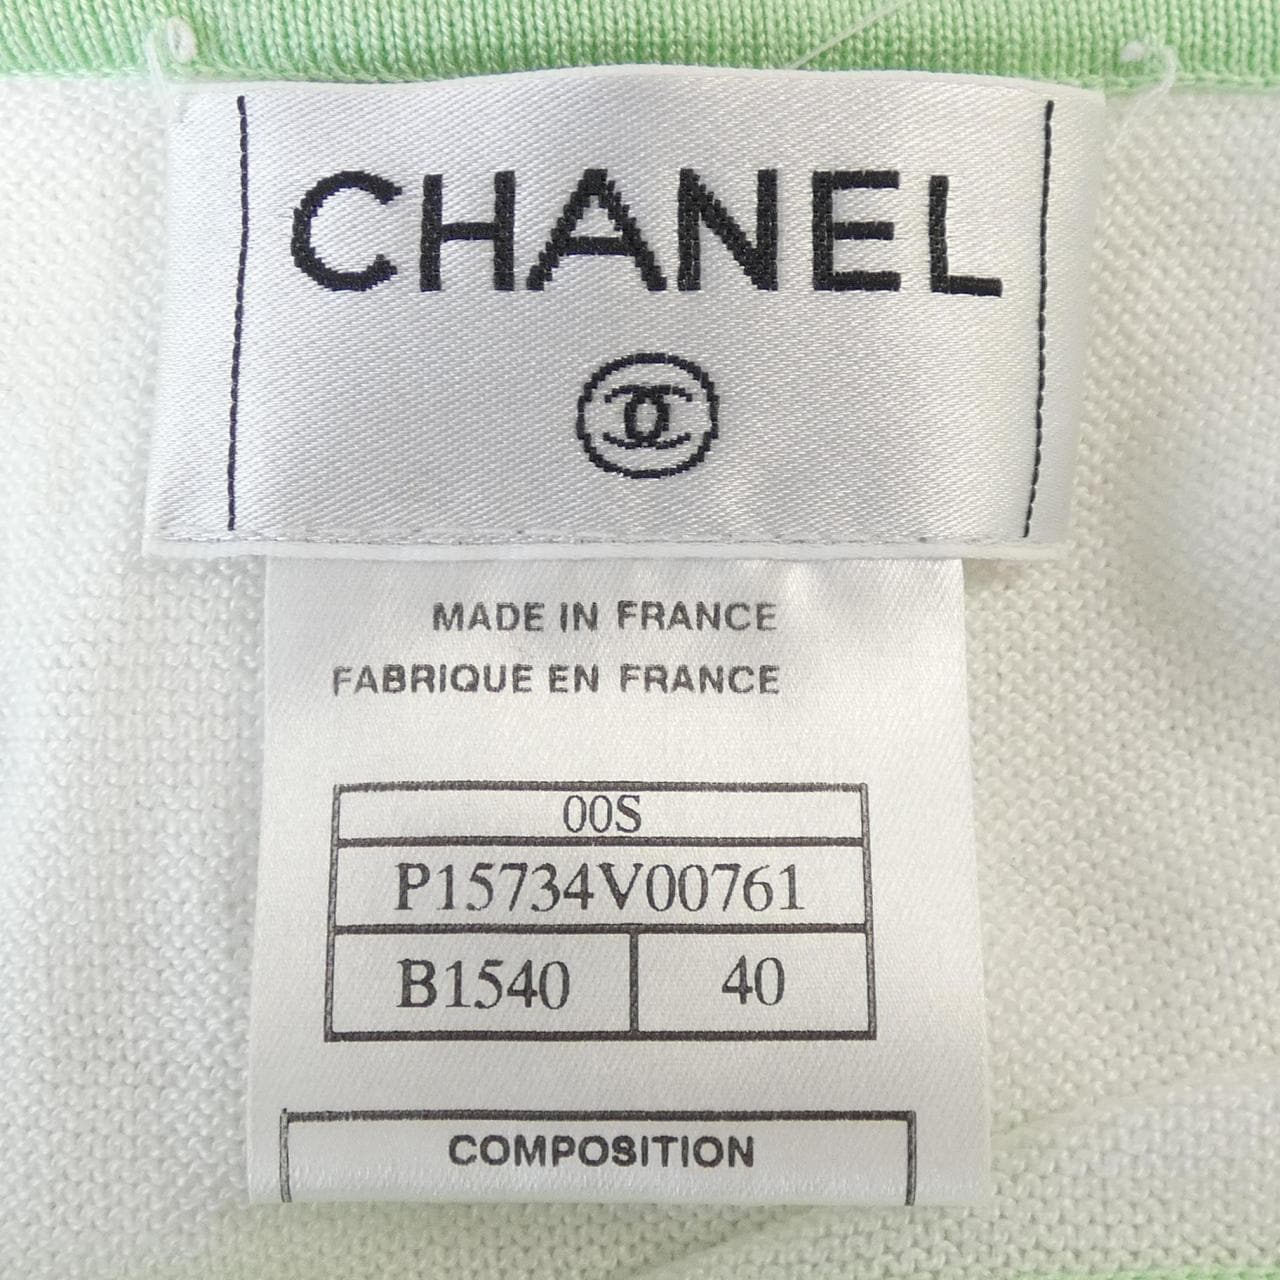 CHANEL
MADE IN FRANCE
FABRIQUE EN FRANCE
00S
P15734V00761
B1540 40
COMPOSITION